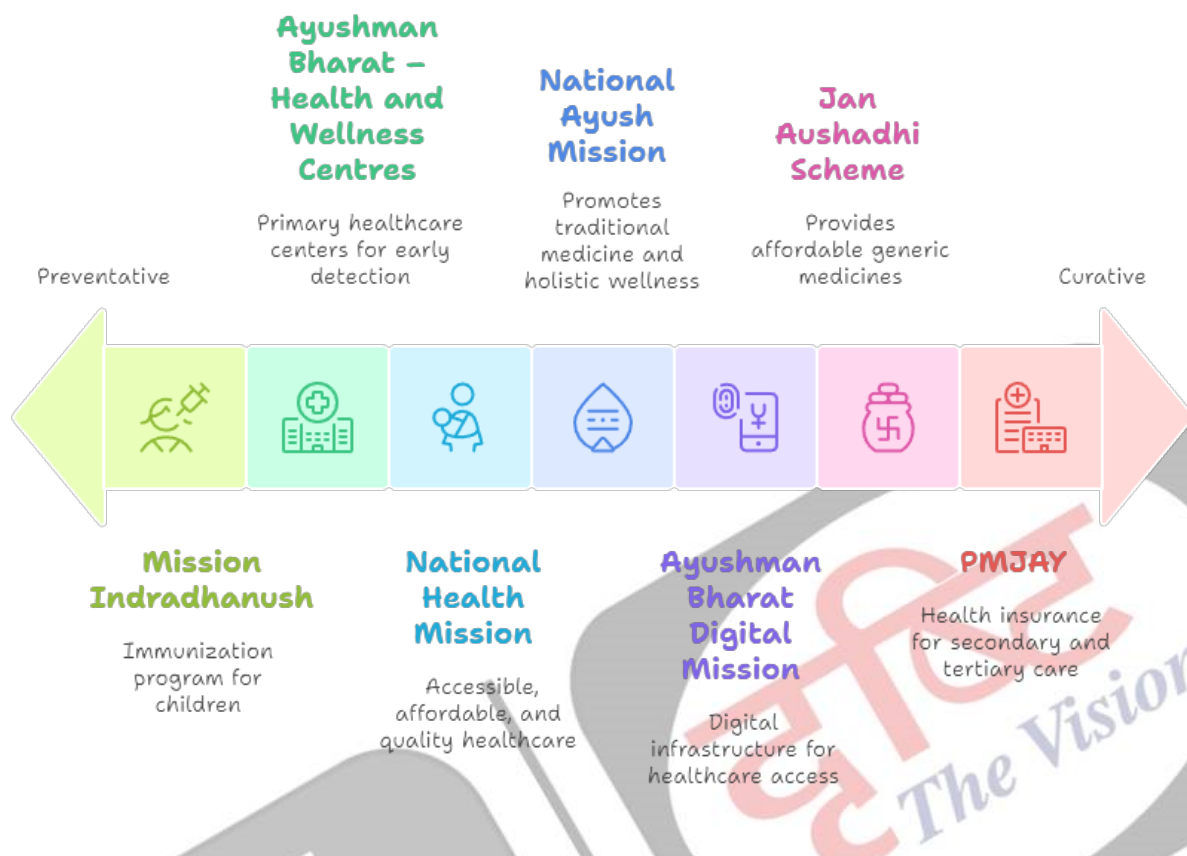 Ayushman
Bharat –
Health and
Wellness
Centres
Primary healthcare
centers for early
detection
National
Ayush
Mission
Promotes
traditional
medicine and
holistic wellness
Jan
Aushadhi
Scheme
Provides
affordable generic
medicines
Preventative
Curative
Mission
Indradhanush
Immunization
program for
children
National
Health
Mission
Accessible,
affordable, and
quality healthcare
Ayushman
Bharat
Digital
Mission
Digital
infrastructure for
healthcare access
PMJAY
Health insurance
for secondary and
tertiary care
दृष्टि
The Vision